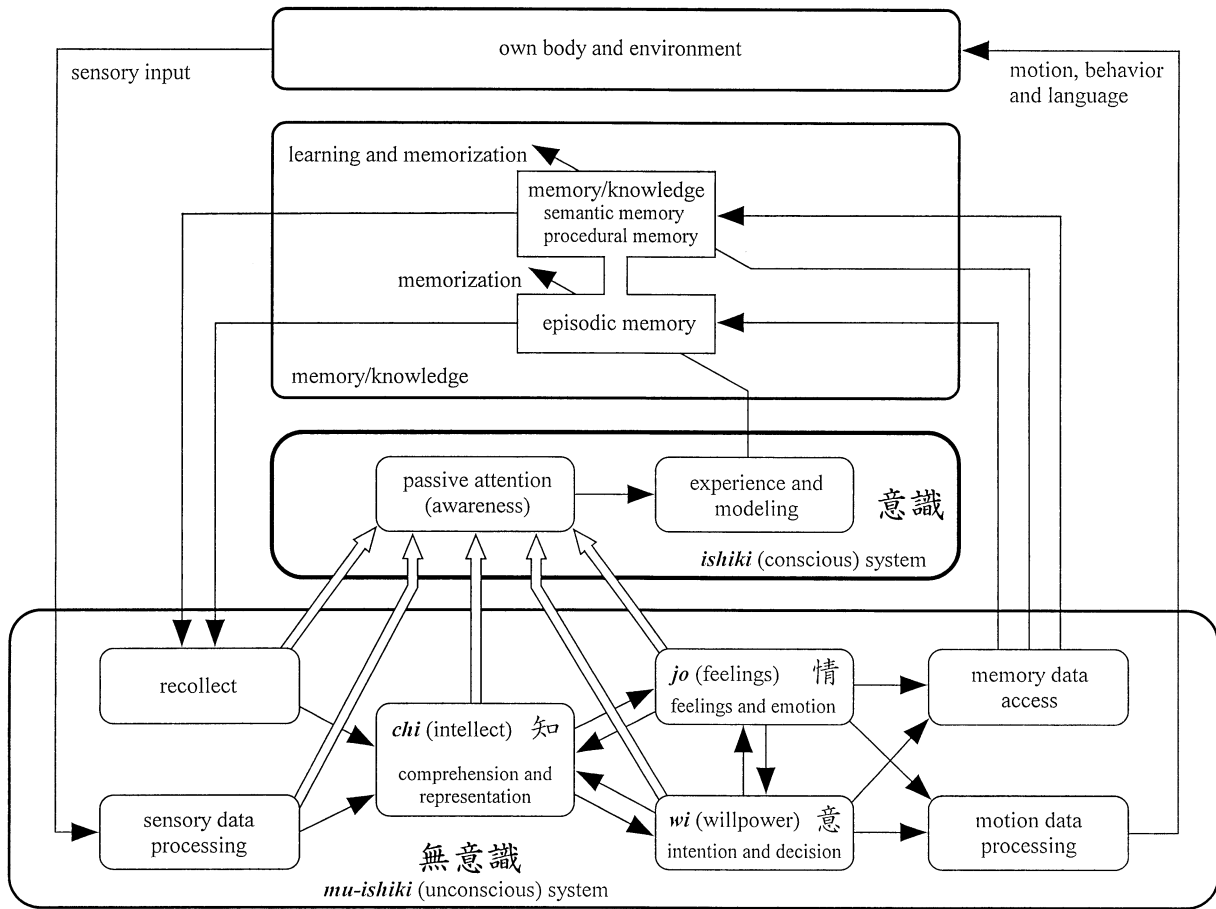 own body and environment
sensory input
motion, behavior
and language
learning and memorization
memory/knowledge
semantic memory
procedural memory
memorization
episodic memory
memory/knowledge
passive attention
(awareness)
experience and
modeling
意識
ishiki (conscious) system
recollect
jo (feelings) 情
feelings and emotion
memory data
access
chi (intellect) 知
comprehension and
representation
sensory data
processing
wi (willpower) 意
intention and decision
motion data
processing
無意識
mu-ishiki (unconscious) system